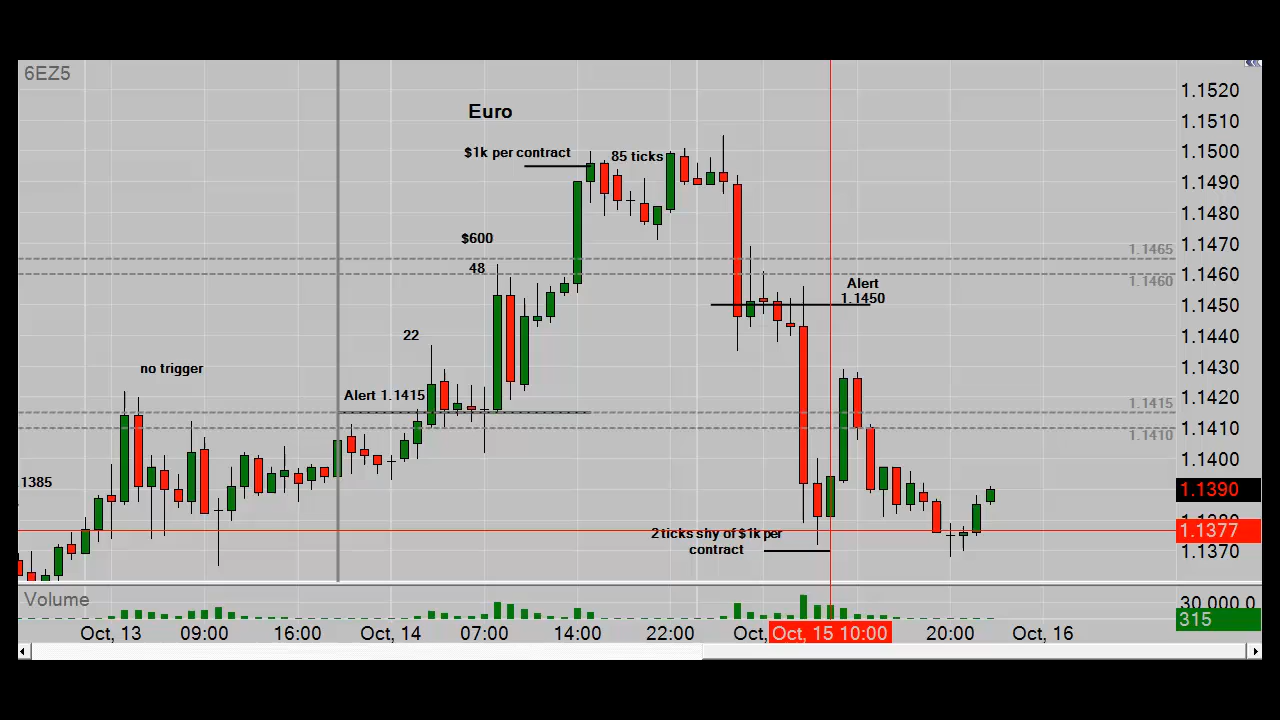 6EZ5
Euro
1.1520
1.1510
$1k per contract
85 ticks
1.1500
1.1490
1.1480
$600
1.1470
1.1465
48
1.1460
1.1460
Alert
1.1450
1.1450
22
1.1440
no trigger
1.1430
Alert 1.1415
1.1420
1.1415
1.1410
1.1410
1.1400
1385
1.1390
2 ticks shy of $1k per
contract
1.1377
1.1370
Volume
30 000.0
315
Oct, 13
09:00
16:00
Oct, 14
07:00
14:00
22:00
Oct,
Oct, 15 10:00
20:00
Oct, 16